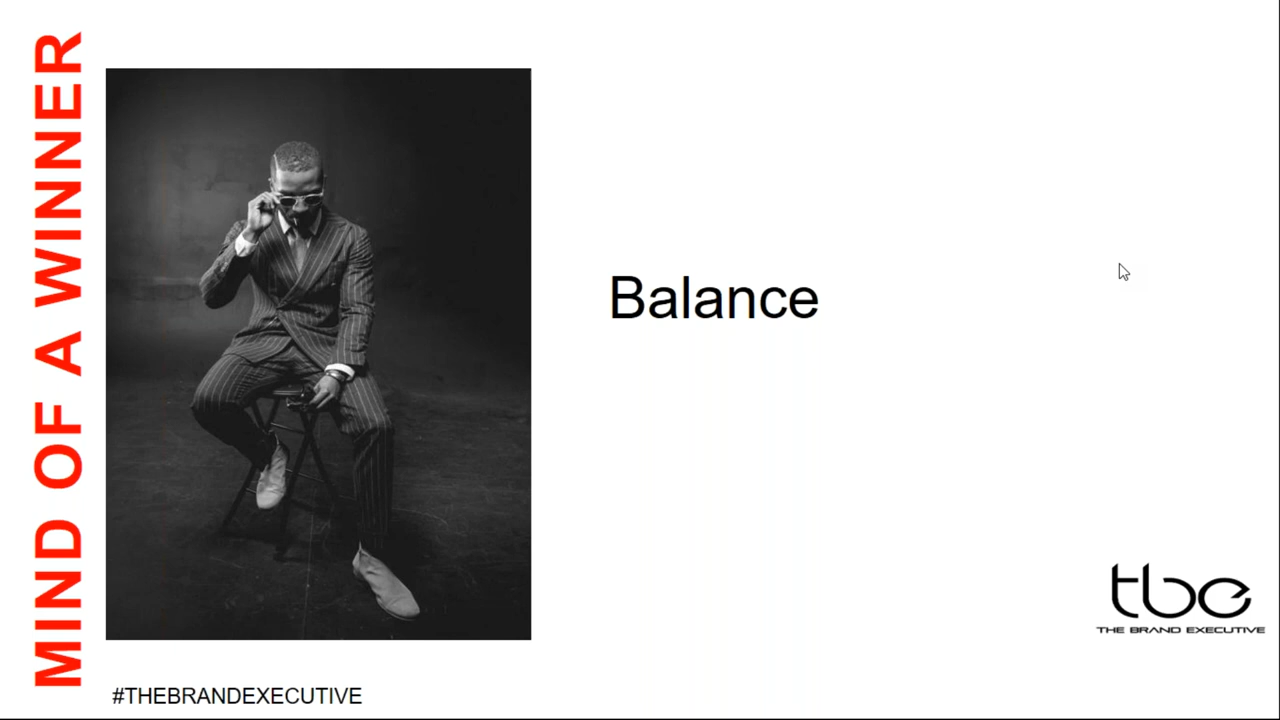 MIND OF A WINNER
Balance
tbe
THE BRAND EXECUTIVE
#THEBRANDEXECUTIVE